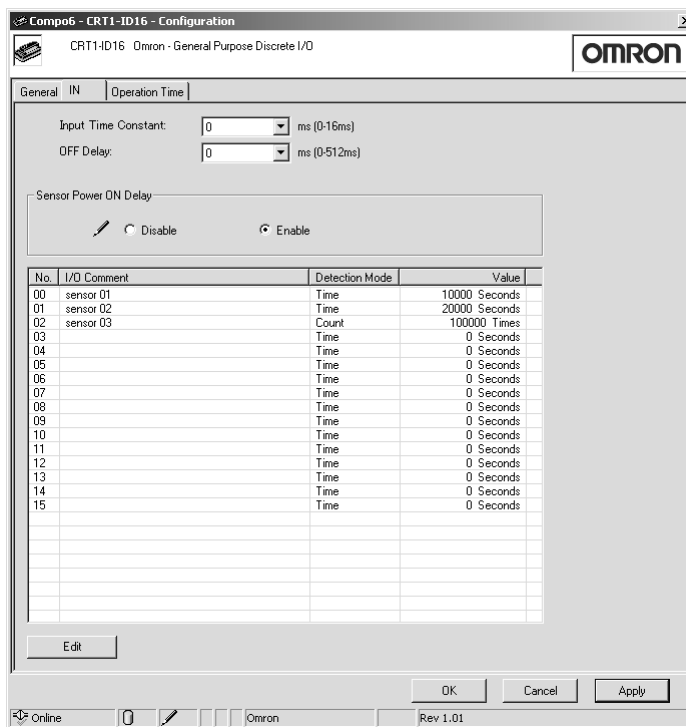 Compo6 - CRT1-ID16 - Configuration
CRT1-ID16 Omron - General Purpose Discrete I/O
OMRON
General IN Operation Time
Input Time Constant: 0 ms (0-16ms)
OFF Delay: 0 ms (0-512ms)
Sensor Power ON Delay
Disable Enable
No. I/O Comment Detection Mode Value
00 sensor 01 Time 10000 Seconds
01 sensor 02 Time 20000 Seconds
02 sensor 03 Count 100000 Times
03 Time 0 Seconds
04 Time 0 Seconds
05 Time 0 Seconds
06 Time 0 Seconds
07 Time 0 Seconds
08 Time 0 Seconds
09 Time 0 Seconds
10 Time 0 Seconds
11 Time 0 Seconds
12 Time 0 Seconds
13 Time 0 Seconds
14 Time 0 Seconds
15 Time 0 Seconds
Edit
OK Cancel Apply
Online Omron Rev 1.01